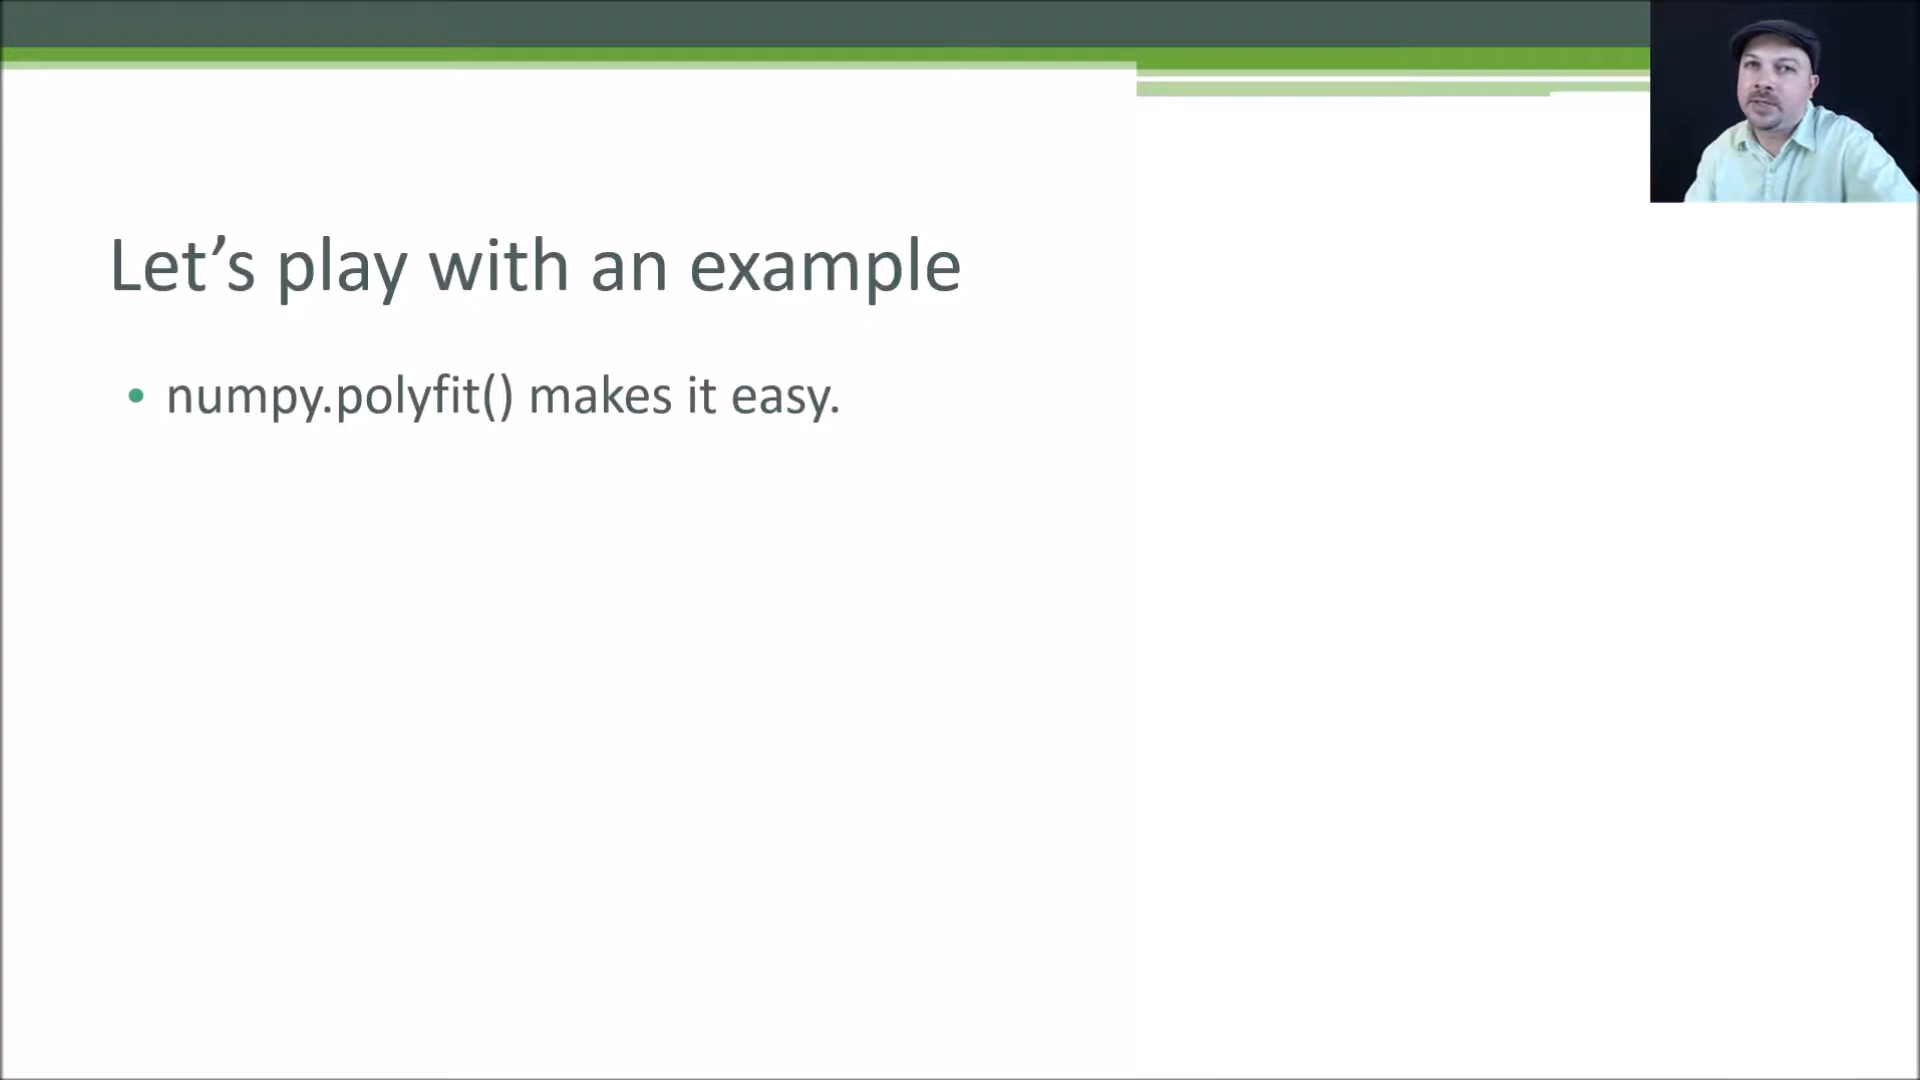 Let’s play with an example
• numpy.polyfit() makes it easy.